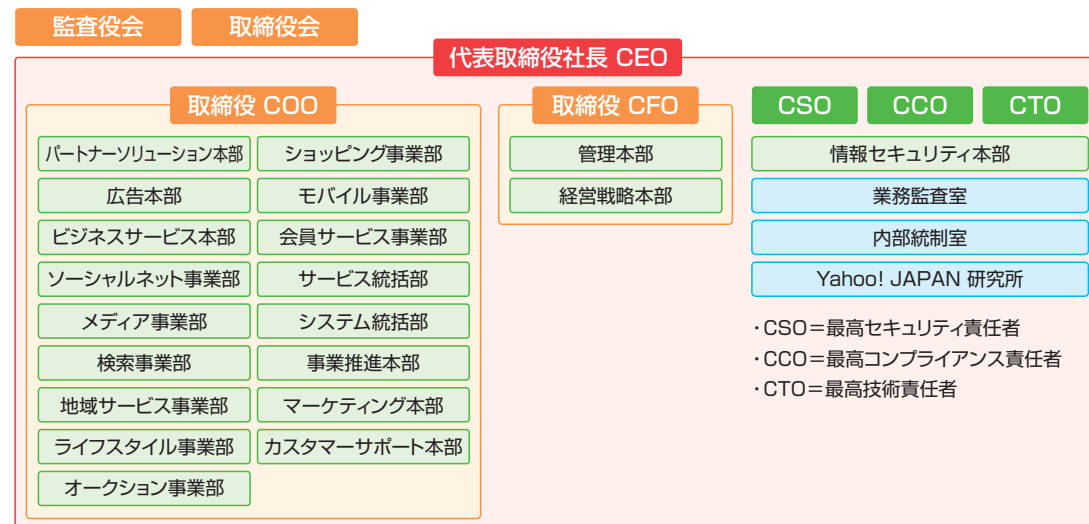 監査役会
取締役会
代表取締役社長 CEO
取締役 COO
パートナーソリューション本部
広告本部
ビジネスサービス本部
ソーシャルネット事業部
メディア事業部
検索事業部
地域サービス事業部
ライフスタイル事業部
オークション事業部
ショッピング事業部
モバイル事業部
会員サービス事業部
サービス統括部
システム統括部
事業推進本部
マーケティング本部
カスタマーサポート本部
取締役 CFO
管理本部
経営戦略本部
CSO
CCO
CTO
情報セキュリティ本部
業務監査室
内部統制室
Yahoo! JAPAN 研究所
・CSO＝最高セキュリティ責任者
・CCO＝最高コンプライアンス責任者
・CTO＝最高技術責任者